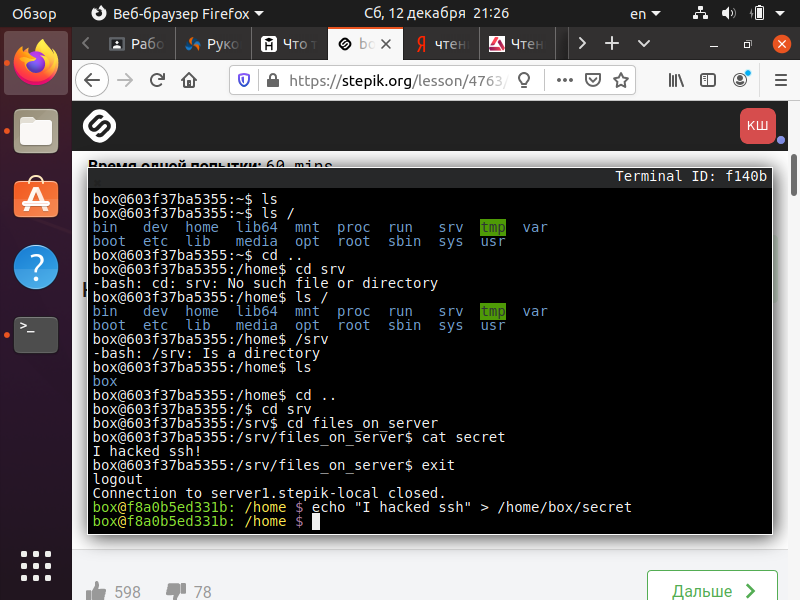 Обзор Веб-браузер Firefox Сб, 12 декабря 21:26 en
Рабо Руко Что т bo чтен Чтен
https://stepik.org/lesson/4763/
КШ
Время одной попытки: 60 mins
Terminal ID: f140b
box@603f37ba5355:~$ ls
box@603f37ba5355:~$ ls /
bin dev home lib64 mnt proc run srv tmp var
boot etc lib media opt root sbin sys usr
box@603f37ba5355:~$ cd ..
box@603f37ba5355:/home$ cd srv
-bash: cd: srv: No such file or directory
box@603f37ba5355:/home$ ls /
bin dev home lib64 mnt proc run srv tmp var
boot etc lib media opt root sbin sys usr
box@603f37ba5355:/home$ /srv
-bash: /srv: Is a directory
box@603f37ba5355:/home$ ls
box
box@603f37ba5355:/home$ cd ..
box@603f37ba5355:/$ cd srv
box@603f37ba5355:/srv$ cd files_on_server
box@603f37ba5355:/srv/files_on_server$ cat secret
I hacked ssh!
box@603f37ba5355:/srv/files_on_server$ exit
logout
Connection to server1.stepik-local closed.
box@f8a0b5ed331b: /home $ echo "I hacked ssh" > /home/box/secret
box@f8a0b5ed331b: /home $
598 78 Дальше